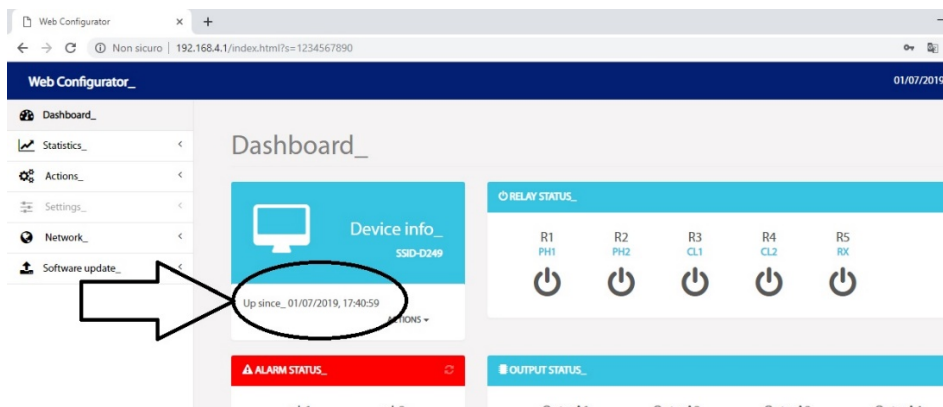 Web Configurator
Non sicuro | 192.168.4.1/index.html?s=1234567890
Web Configurator_
01/07/2019
Dashboard_
Statistics_
Actions_
Settings_
Network_
Software update_
Dashboard_
Device info_
SSID-D249
Up since_ 01/07/2019, 17:40:59
ACTIONS
RELAY STATUS_
R1 R2 R3 R4 R5
PH1 PH2 CL1 CL2 RX
ALARM STATUS_
OUTPUT STATUS_